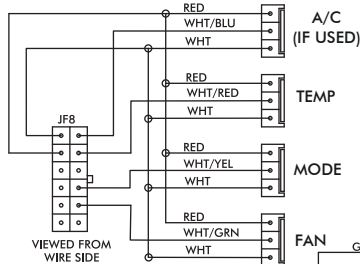 RED
WHT/BLU
WHT
A/C
(IF USED)
RED
WHT/RED
WHT
TEMP
JF8
RED
WHT/YEL
WHT
MODE
RED
WHT/GRN
WHT
FAN
VIEWED FROM
WIRE SIDE
G